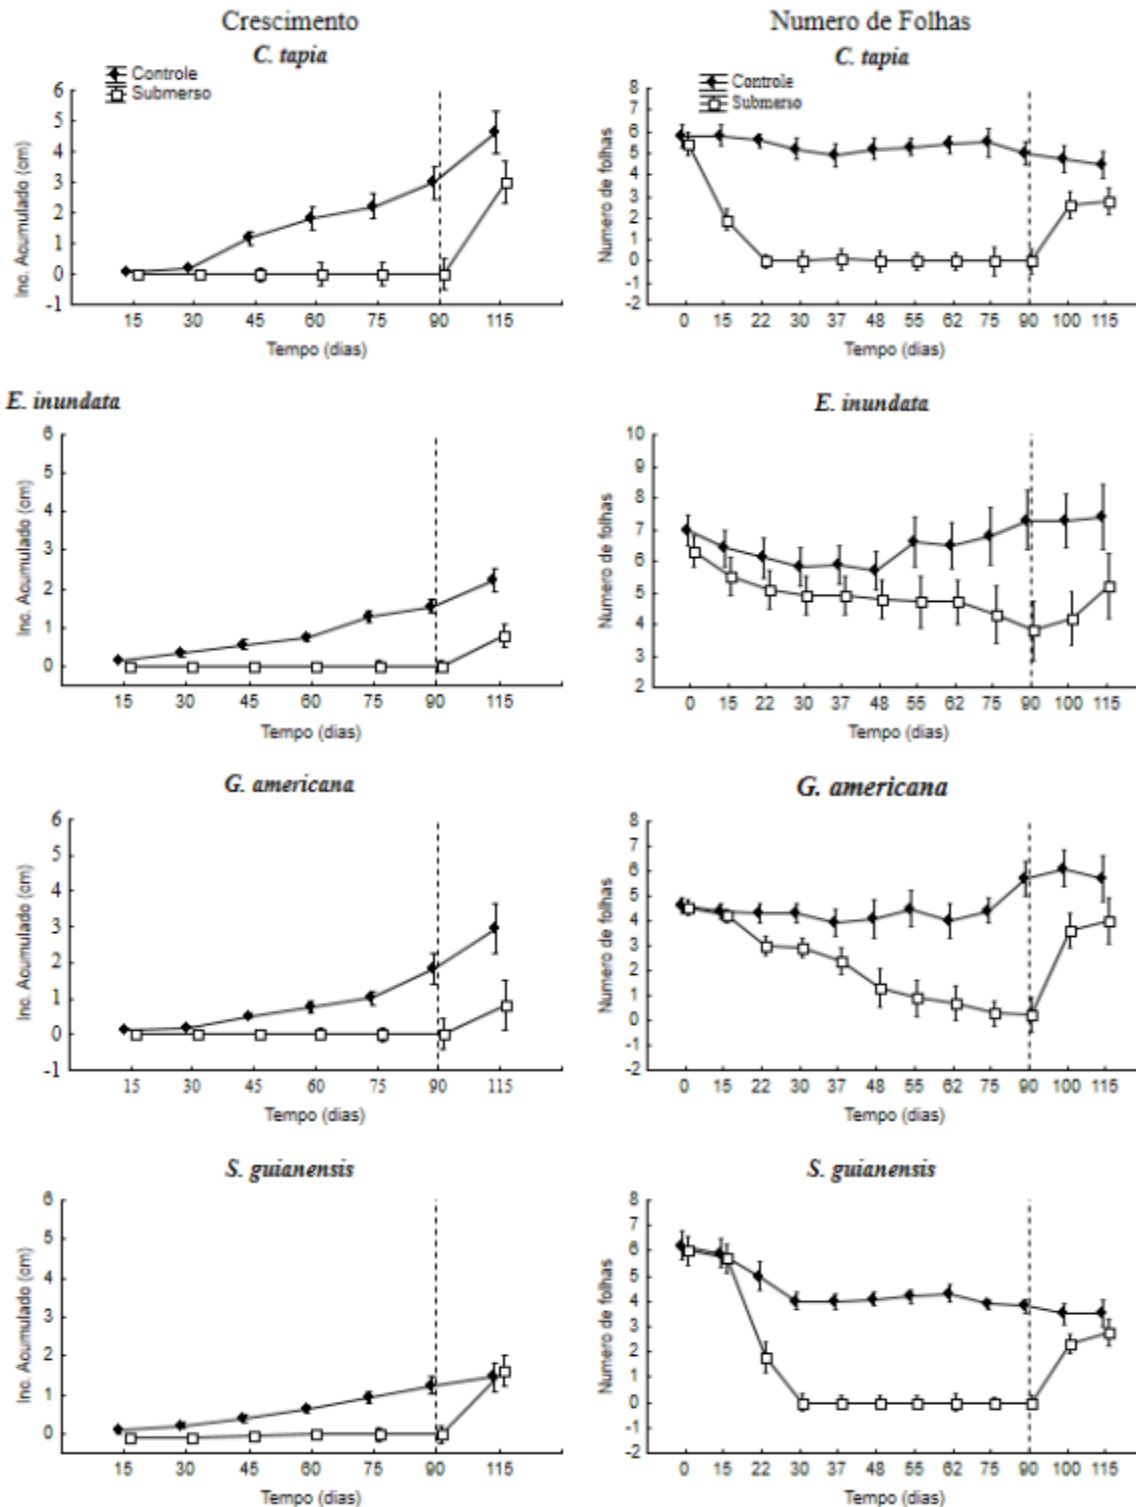 Crescimento
C. tapia
Controle
Submerso
6
5
4
3
2
1
0
-1
Inc. Acumulado (cm)
15 30 45 60 75 90 115
Tempo (dias)
Numero de Folhas
C. tapia
Controle
Submerso
8
7
6
5
4
3
2
1
0
-1
-2
Numero de folhas
0 15 22 30 37 48 55 62 75 90 100 115
Tempo (dias)
E. inundata
6
5
4
3
2
1
0
Inc. Acumulado (cm)
15 30 45 60 75 90 115
Tempo (dias)
E. inundata
10
9
8
7
6
5
4
3
2
Numero de folhas
0 15 22 30 37 48 55 62 75 90 100 115
Tempo (dias)
G. americana
6
5
4
3
2
1
0
-1
Inc. Acumulado (cm)
15 30 45 60 75 90 115
Tempo (dias)
G. americana
8
7
6
5
4
3
2
1
0
-1
-2
Numero de folhas
0 15 22 30 37 48 55 62 75 90 100 115
Tempo (dias)
S. guianensis
6
5
4
3
2
1
0
Inc. Acumulado (cm)
15 30 45 60 75 90 115
Tempo (dias)
S. guianensis
8
7
6
5
4
3
2
1
0
-1
-2
Numero de folhas
0 15 22 30 37 48 55 62 75 90 100 115
Tempo (dias)